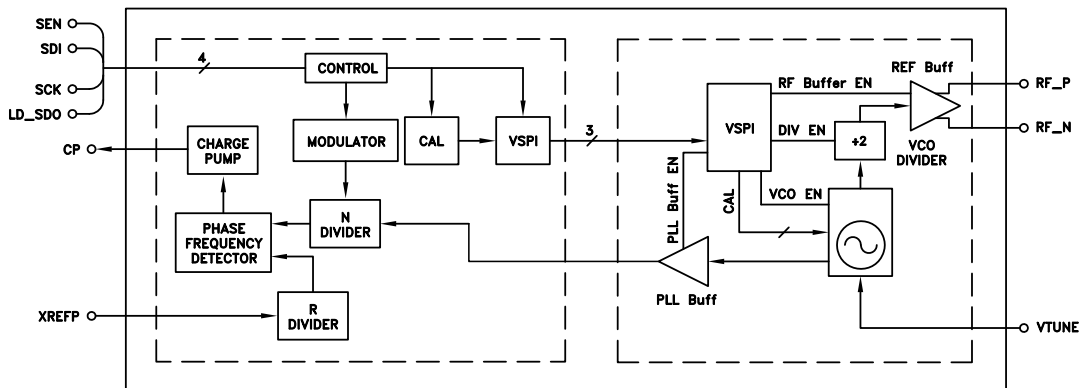 SEN
SDI
SCK
LD_SDO
CP
XREFP
4
CONTROL
MODULATOR
CAL
VSPI
CHARGE
PUMP
PHASE
FREQUENCY
DETECTOR
N
DIVIDER
R
DIVIDER
3
VSPI
RF Buffer EN
DIV EN
÷2
REF Buff
VCO
DIVIDER
PLL Buff EN
CAL
VCO EN
PLL Buff
RF_P
RF_N
VTUNE